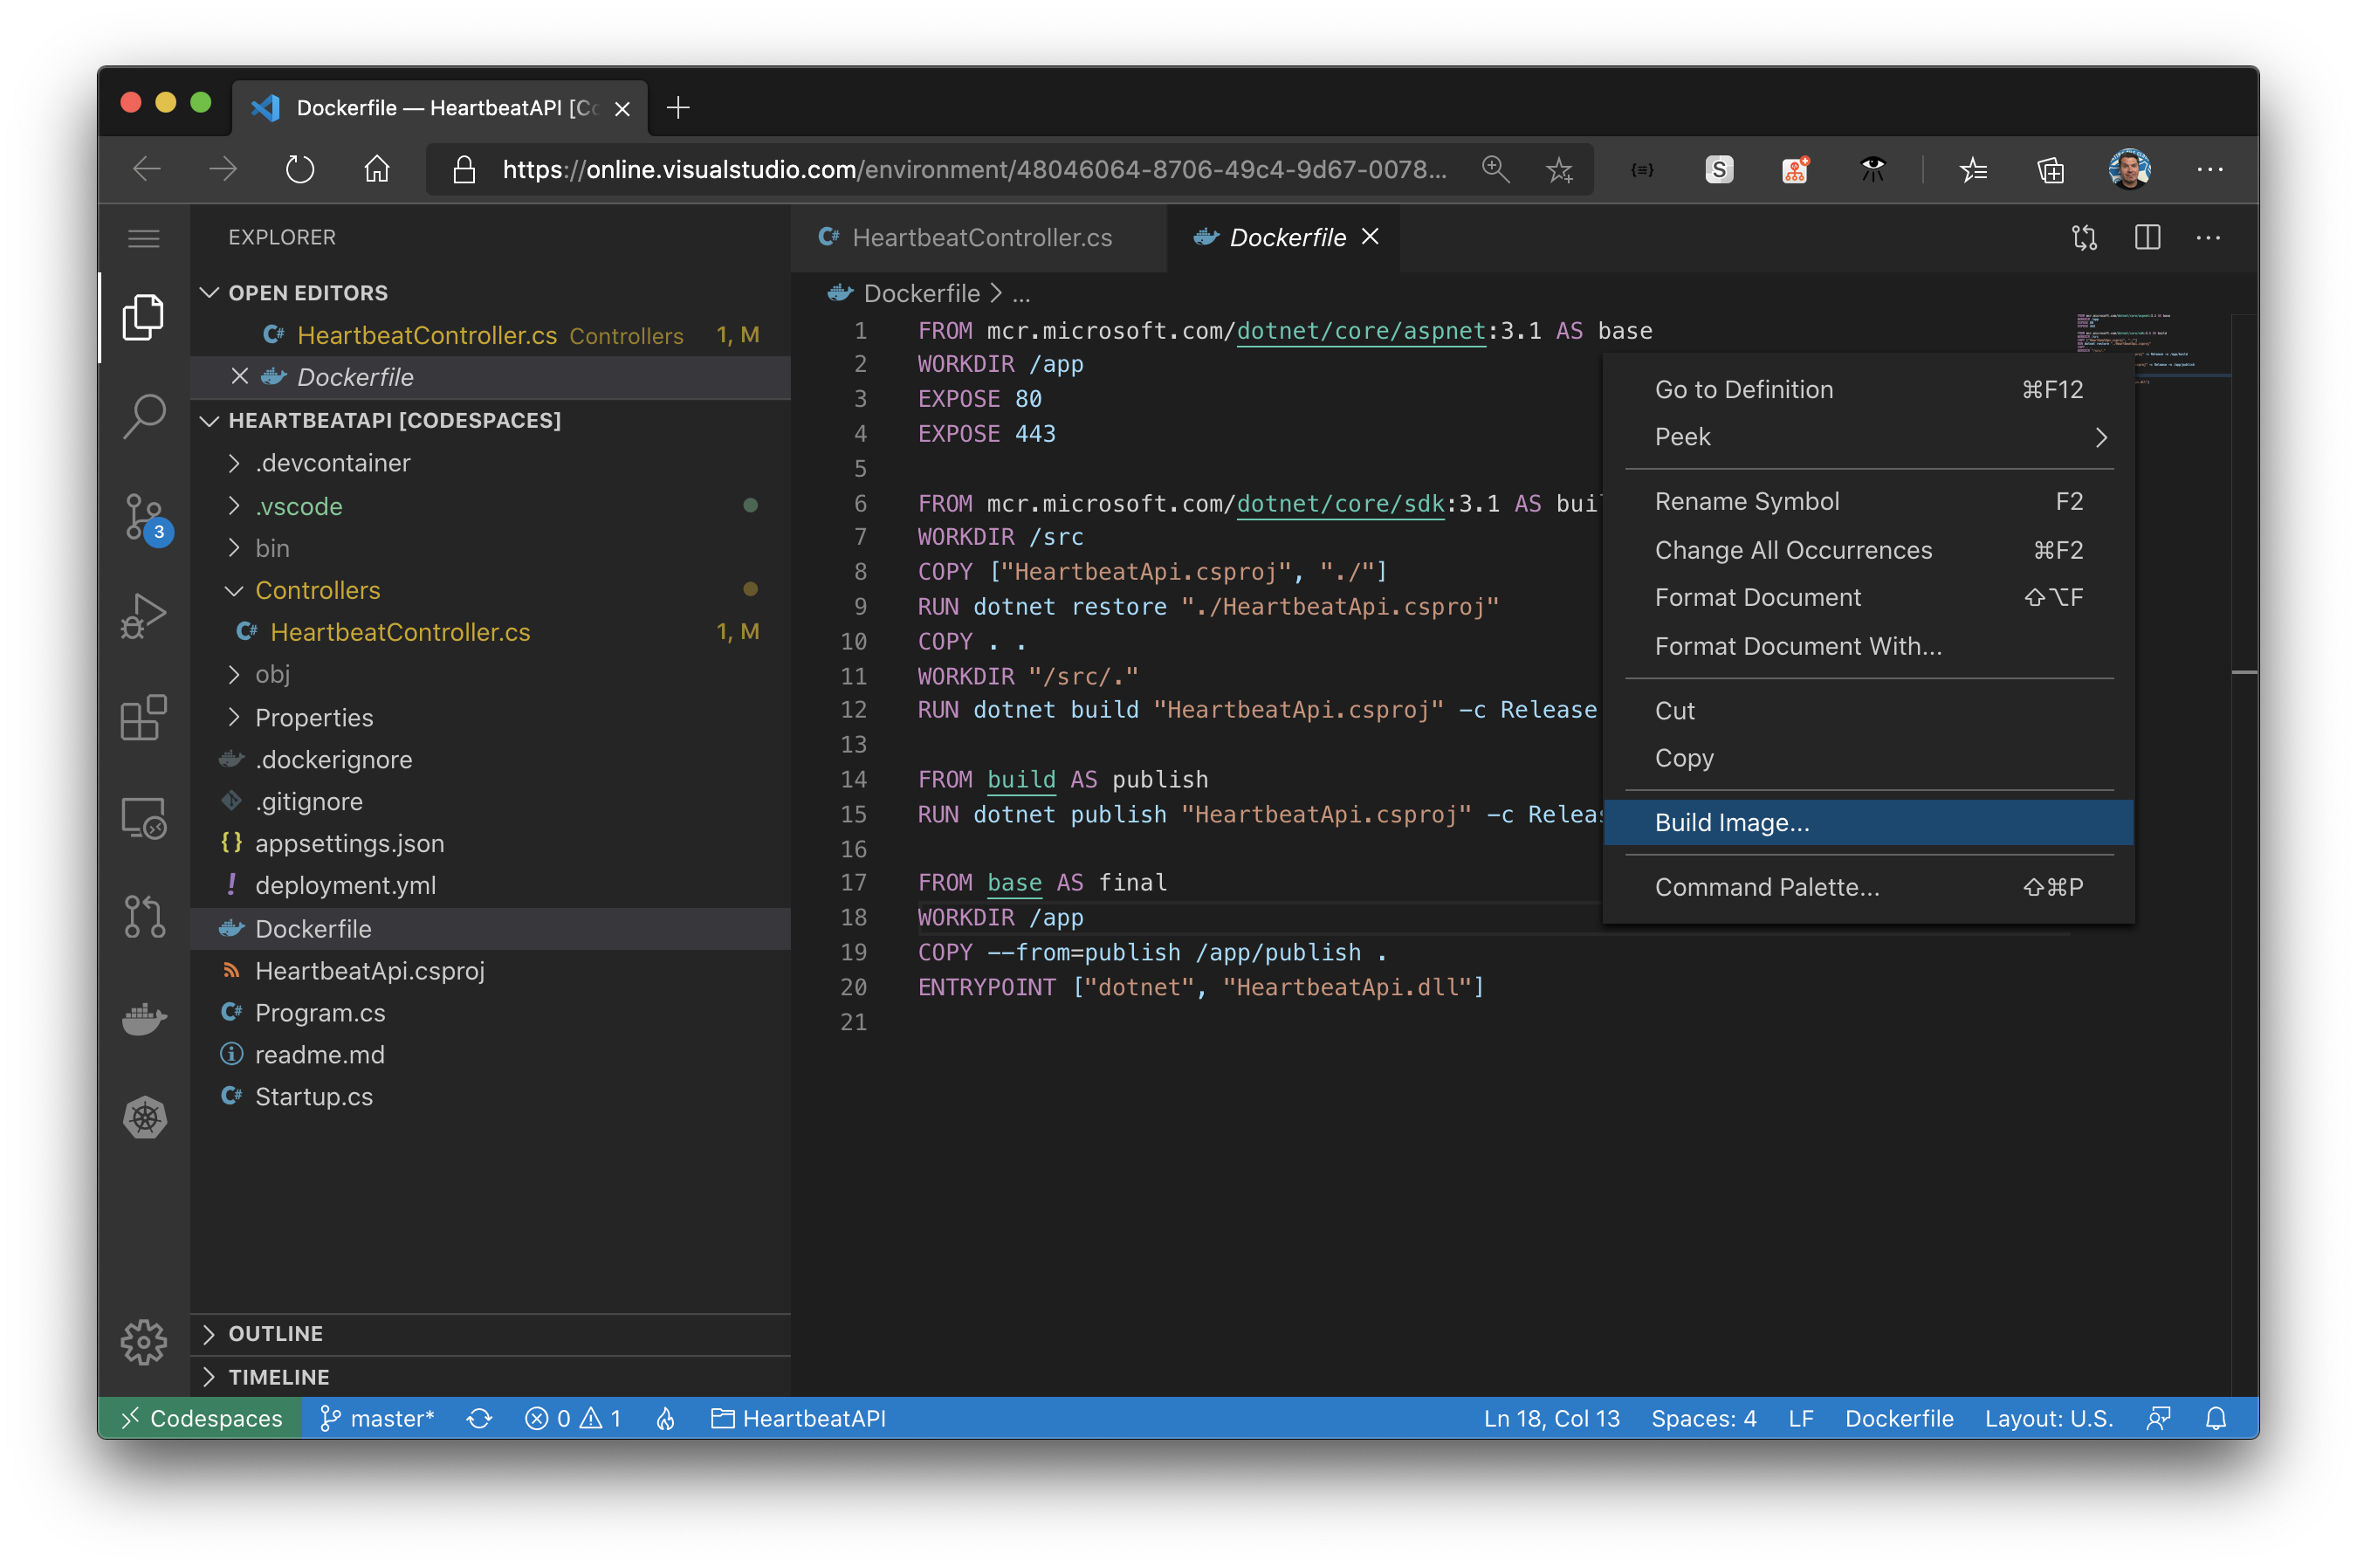 Dockerfile — HeartbeatAPI [Co
https://online.visualstudio.com/environment/48046064-8706-49c4-9d67-0078...
EXPLORER
OPEN EDITORS
HeartbeatController.cs Controllers 1, M
Dockerfile
HEARTBEATAPI [CODESPACES]
.devcontainer
.vscode
bin
Controllers
HeartbeatController.cs 1, M
obj
Properties
.dockerignore
.gitignore
appsettings.json
deployment.yml
Dockerfile
HeartbeatApi.csproj
Program.cs
readme.md
Startup.cs
OUTLINE
TIMELINE
3
HeartbeatController.cs
Dockerfile
Dockerfile > ...
1 FROM mcr.microsoft.com/dotnet/core/aspnet:3.1 AS base
2 WORKDIR /app
3 EXPOSE 80
4 EXPOSE 443
5
6 FROM mcr.microsoft.com/dotnet/core/sdk:3.1 AS bui
7 WORKDIR /src
8 COPY ["HeartbeatApi.csproj", "./"]
9 RUN dotnet restore "./HeartbeatApi.csproj"
10 COPY . .
11 WORKDIR "/src/."
12 RUN dotnet build "HeartbeatApi.csproj" -c Release
13
14 FROM build AS publish
15 RUN dotnet publish "HeartbeatApi.csproj" -c Releas
16
17 FROM base AS final
18 WORKDIR /app
19 COPY --from=publish /app/publish .
20 ENTRYPOINT ["dotnet", "HeartbeatApi.dll"]
21
Go to Definition ⌘F12
Peek
Rename Symbol F2
Change All Occurrences ⌘F2
Format Document ⇧⌥F
Format Document With...
Cut
Copy
Build Image...
Command Palette... ⇧⌘P
Codespaces master* 0 1 HeartbeatAPI Ln 18, Col 13 Spaces: 4 LF Dockerfile Layout: U.S.